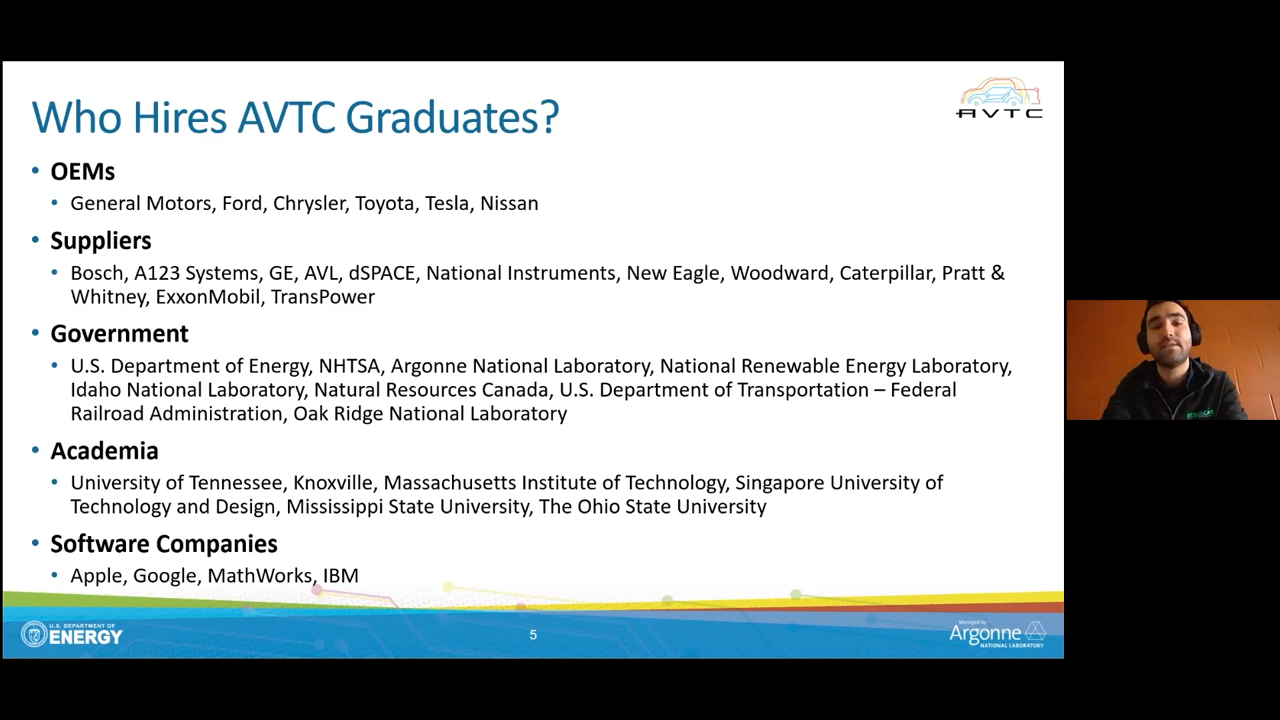 Who Hires AVTC Graduates?
AVTC
• OEMs
• General Motors, Ford, Chrysler, Toyota, Tesla, Nissan
• Suppliers
• Bosch, A123 Systems, GE, AVL, dSPACE, National Instruments, New Eagle, Woodward, Caterpillar, Pratt &
Whitney, ExxonMobil, TransPower
• Government
• U.S. Department of Energy, NHTSA, Argonne National Laboratory, National Renewable Energy Laboratory,
Idaho National Laboratory, Natural Resources Canada, U.S. Department of Transportation – Federal
Railroad Administration, Oak Ridge National Laboratory
• Academia
• University of Tennessee, Knoxville, Massachusetts Institute of Technology, Singapore University of
Technology and Design, Mississippi State University, The Ohio State University
• Software Companies
• Apple, Google, MathWorks, IBM
U.S. DEPARTMENT OF
ENERGY
5
Managed by
Argonne
NATIONAL LABORATORY